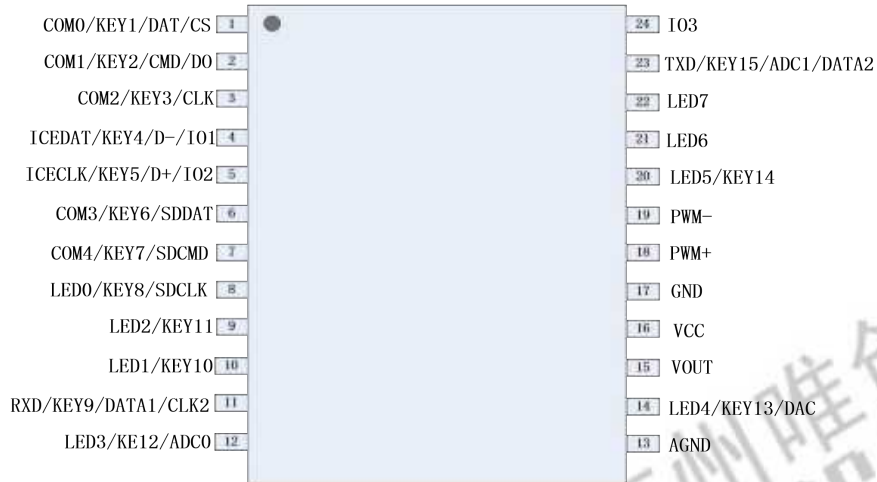 COM0/KEY1/DAT/CS 1
COM1/KEY2/CMD/DO 2
COM2/KEY3/CLK 3
ICEDAT/KEY4/D-/IO1 4
ICECLK/KEY5/D+/IO2 5
COM3/KEY6/SDDAT 6
COM4/KEY7/SDCMD 7
LED0/KEY8/SDCLK 8
LED2/KEY11 9
LED1/KEY10 10
RXD/KEY9/DATA1/CLK2 11
LED3/KE12/ADC0 12
24 IO3
23 TXD/KEY15/ADC1/DATA2
22 LED7
21 LED6
20 LED5/KEY14
19 PWM-
18 PWM+
17 GND
16 VCC
15 VOUT
14 LED4/KEY13/DAC
13 AGND
州唯创